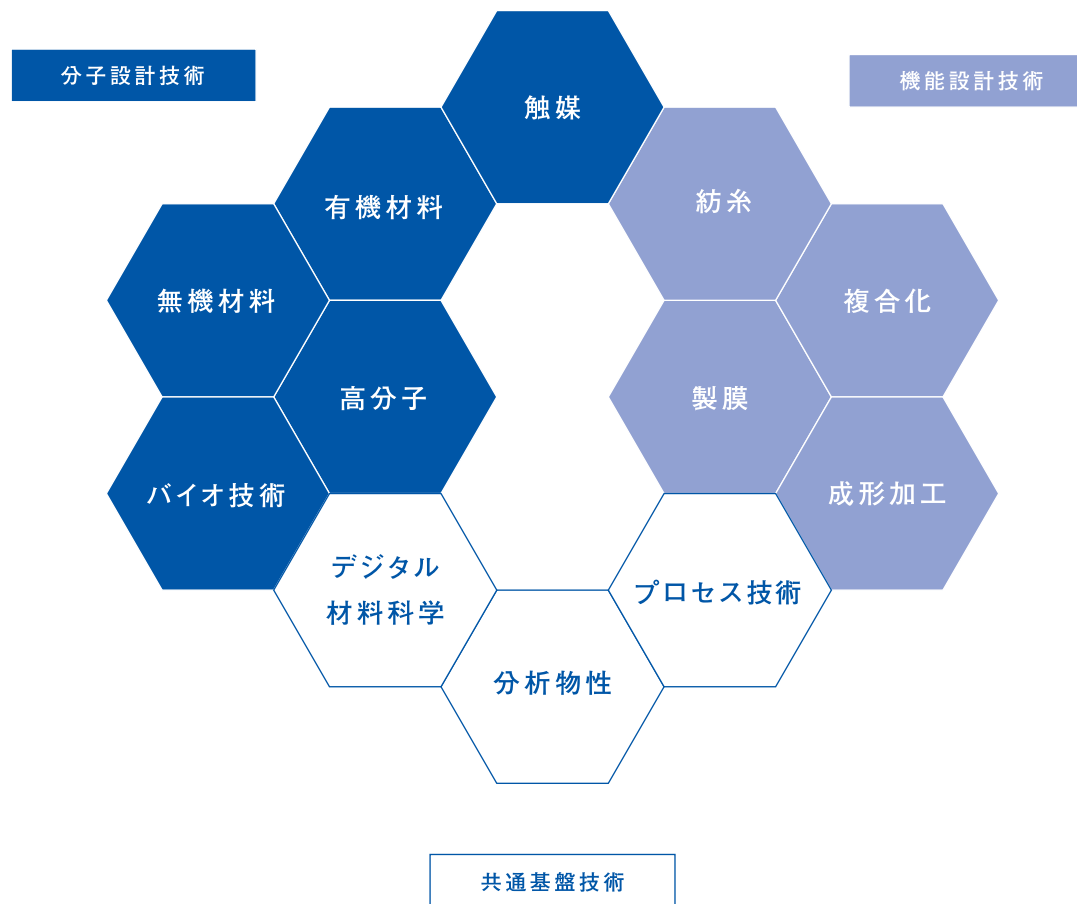 分子設計技術
機能設計技術
触媒
有機材料
紡糸
無機材料
複合化
高分子
製膜
バイオ技術
成形加工
デジタル
材料科学
プロセス技術
分析物性
共通基盤技術